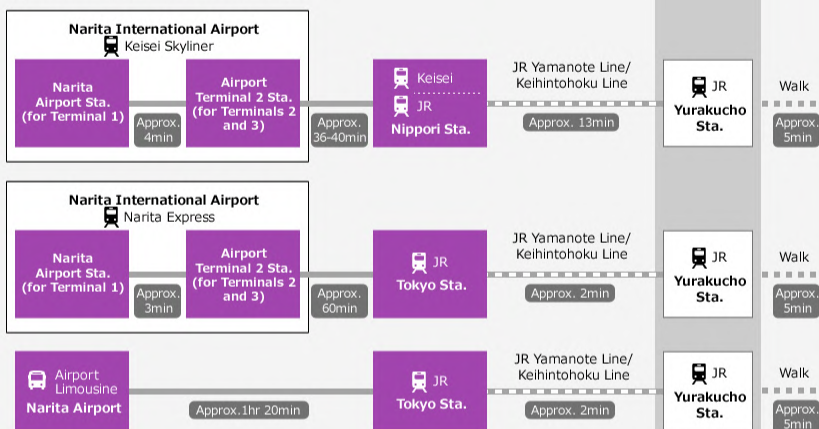 Narita International Airport
Keisei Skyliner
Narita
Airport Sta.
(for Terminal 1)
Approx.
4min
Airport
Terminal 2 Sta.
(for Terminals 2
and 3)
Approx.
36-40min
Keisei
JR
Nippori Sta.
JR Yamanote Line/
Keihintohoku Line
Approx. 13min
JR
Yurakucho
Sta.
Walk
Approx.
5min
Narita International Airport
Narita Express
Narita
Airport Sta.
(for Terminal 1)
Approx.
3min
Airport
Terminal 2 Sta.
(for Terminals 2
and 3)
Approx.
60min
JR
Tokyo Sta.
JR Yamanote Line/
Keihintohoku Line
Approx. 2min
JR
Yurakucho
Sta.
Walk
Approx.
5min
Airport
Limousine
Narita Airport
Approx.1hr 20min
JR
Tokyo Sta.
JR Yamanote Line/
Keihintohoku Line
Approx. 2min
JR
Yurakucho
Sta.
Walk
Approx.
5min